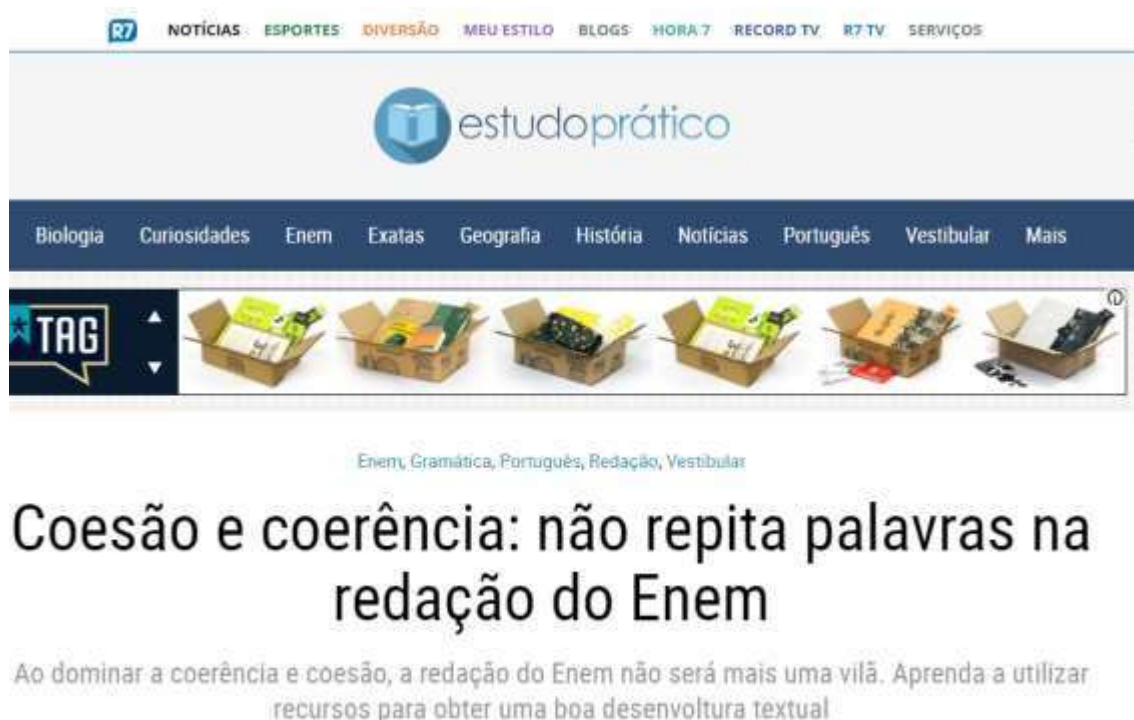 R7 NOTÍCIAS ESPORTES DIVERSÃO MEU ESTILO BLOGS HORA 7 RECORD TV R7 TV SERVIÇOS
estudoprático
Biologia Curiosidades Enem Exatas Geografia História Notícias Português Vestibular Mais
TAG
Enem, Gramática, Português, Redação, Vestibular
Coesão e coerência: não repita palavras na
redação do Enem
Ao dominar a coerência e coesão, a redação do Enem não será mais uma vilã. Aprenda a utilizar
recursos para obter uma boa desenvoltura textual